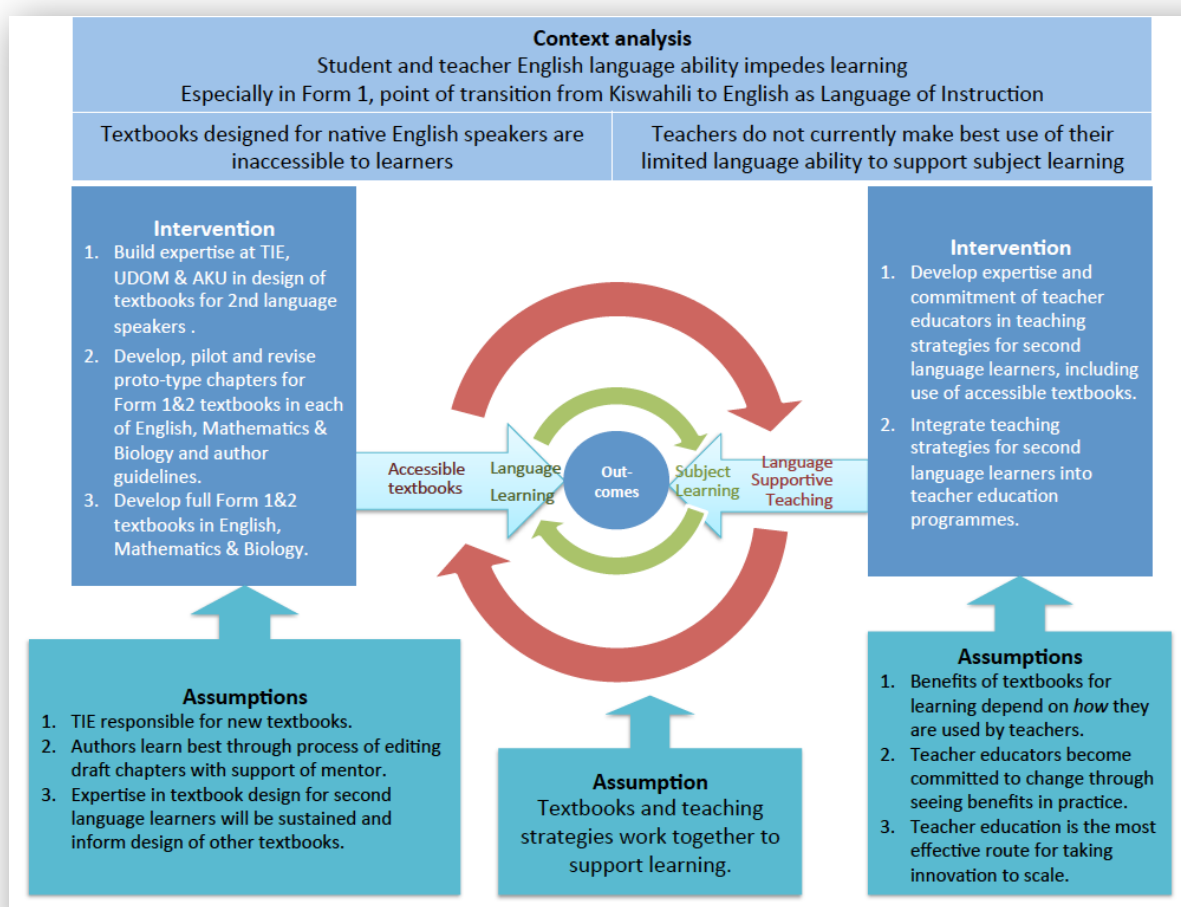 Context analysis
Student and teacher English language ability impedes learning
Especially in Form 1, point of transition from Kiswahili to English as Language of Instruction
Textbooks designed for native English speakers are
inaccessible to learners
Teachers do not currently make best use of their
limited language ability to support subject learning
Intervention
1. Build expertise at TIE,
UDOM & AKU in design of
textbooks for 2nd language
speakers .
2. Develop, pilot and revise
proto-type chapters for
Form 1&2 textbooks in each
of English, Mathematics &
Biology and author
guidelines.
3. Develop full Form 1&2
textbooks in English,
Mathematics & Biology.
Accessible
textbooks
Language
Learning
Out-
comes
Subject
Learning
Language
Supportive
Teaching
Intervention
1. Develop expertise and
commitment of teacher
educators in teaching
strategies for second
language learners, including
use of accessible textbooks.
2. Integrate teaching
strategies for second
language learners into
teacher education
programmes.
Assumptions
1. TIE responsible for new textbooks.
2. Authors learn best through process of editing
draft chapters with support of mentor.
3. Expertise in textbook design for second
language learners will be sustained and
inform design of other textbooks.
Assumption
Textbooks and teaching
strategies work together to
support learning.
Assumptions
1. Benefits of textbooks for
learning depend on how they
are used by teachers.
2. Teacher educators become
committed to change through
seeing benefits in practice.
3. Teacher education is the most
effective route for taking
innovation to scale.